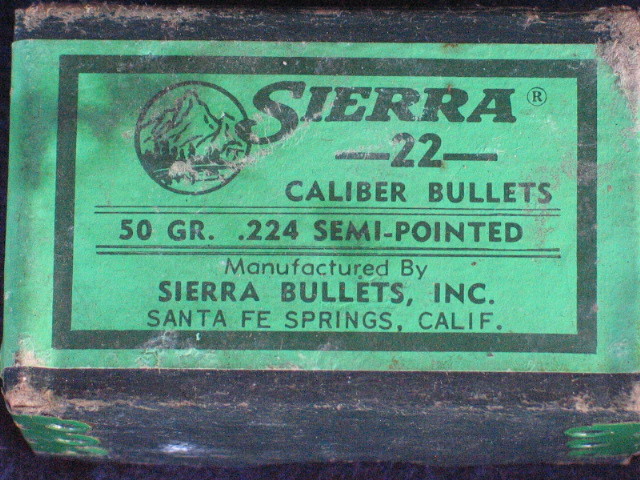 SIERRA ®
—22—
CALIBER BULLETS
50 GR. .224 SEMI-POINTED
Manufactured By
SIERRA BULLETS, INC.
SANTA FE SPRINGS, CALIF.